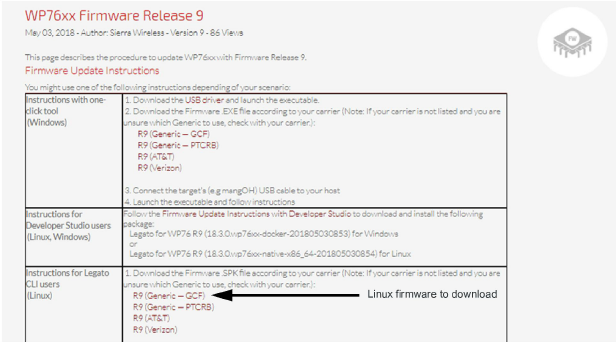 WP76xx Firmware Release 9
May 03, 2018 - Author: Sierra Wireless - Version 9 - 86 Views
FW
This page describes the procedure to update WP76xx with Firmware Release 9.
Firmware Update Instructions
You might use one of the following instructions depending of your scenario:
Instructions with one-
click tool
(Windows)
1. Download the USB driver and launch the executable.
2. Download the Firmware .EXE file according to your carrier (Note: If your carrier is not listed and you are
unsure which Generic to use, check with your carrier.):
R9 (Generic – GCF)
R9 (Generic – PTCRB)
R9 (AT&T)
R9 (Verizon)
3. Connect the target's (e.g mangOH) USB cable to your host
4. Launch the executable and follow instructions
Instructions for
Developer Studio users
(Linux, Windows)
Follow the Firmware Update Instructions with Developer Studio to download and install the following
package:
Legato for WP76 R9 (18.3.0.wp76xx-docker-201805030853) for Windows
or
Legato for WP76 R9 (18.3.0.wp76xx-native-x86_64-201805030854) for Linux
Instructions for Legato
CLI users
(Linux)
1. Download the Firmware .SPK file according to your carrier (Note: If your carrier is not listed and you are
unsure which Generic to use, check with your carrier.):
R9 (Generic – GCF)
R9 (Generic – PTCRB)
R9 (AT&T)
R9 (Verizon)
Linux firmware to download